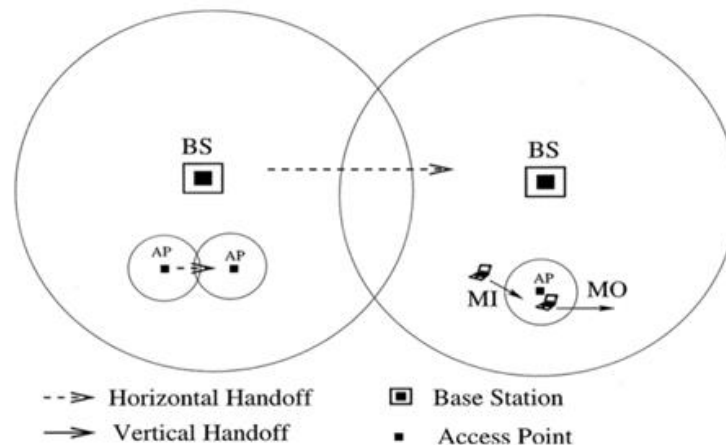 BS
BS
AP
AP
AP
MI
MO
Horizontal Handoff
Base Station
Vertical Handoff
Access Point